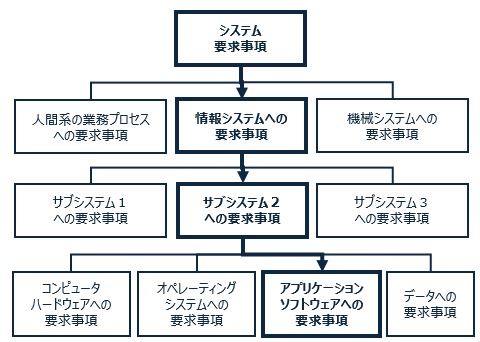 システム
要求事項
人間系の業務プロセス
への要求事項
情報システムへの
要求事項
機械システムへの
要求事項
サブシステム１
への要求事項
サブシステム２
への要求事項
サブシステム３
への要求事項
コンピュータ
ハードウェアへの
要求事項
オペレーティング
システムへの
要求事項
アプリケーション
ソフトウェアへの
要求事項
データへの
要求事項